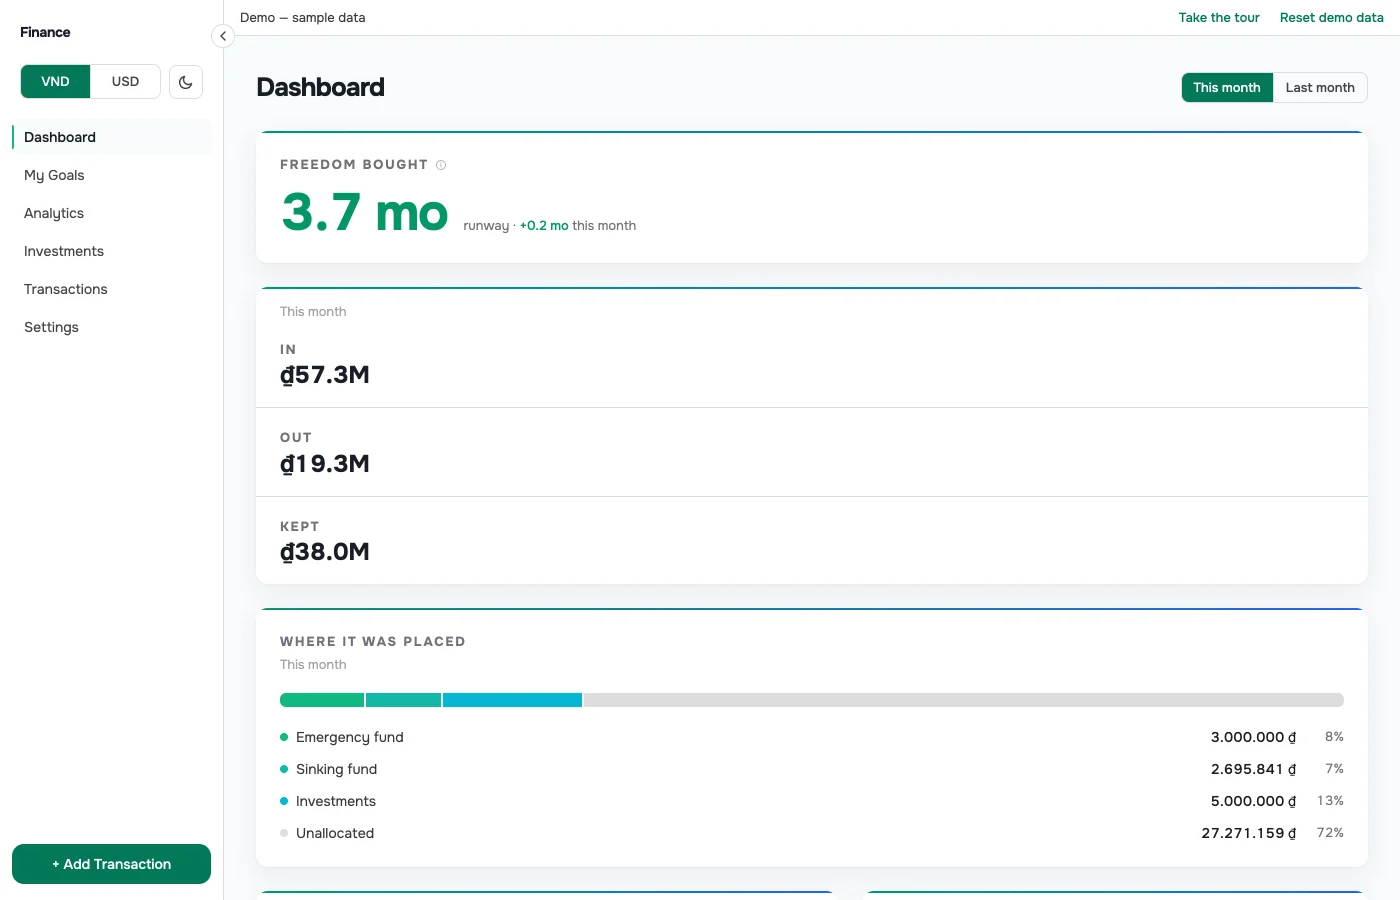 Finance
VND USD
Dashboard
My Goals
Analytics
Investments
Transactions
Settings
+ Add Transaction
Demo — sample data
Take the tour Reset demo data
Dashboard
This month Last month
FREEDOM BOUGHT
3.7 mo runway · +0.2 mo this month
This month
IN
₫57.3M
OUT
₫19.3M
KEPT
₫38.0M
WHERE IT WAS PLACED
This month
Emergency fund 3.000.000 ₫ 8%
Sinking fund 2.695.841 ₫ 7%
Investments 5.000.000 ₫ 13%
Unallocated 27.271.159 ₫ 72%